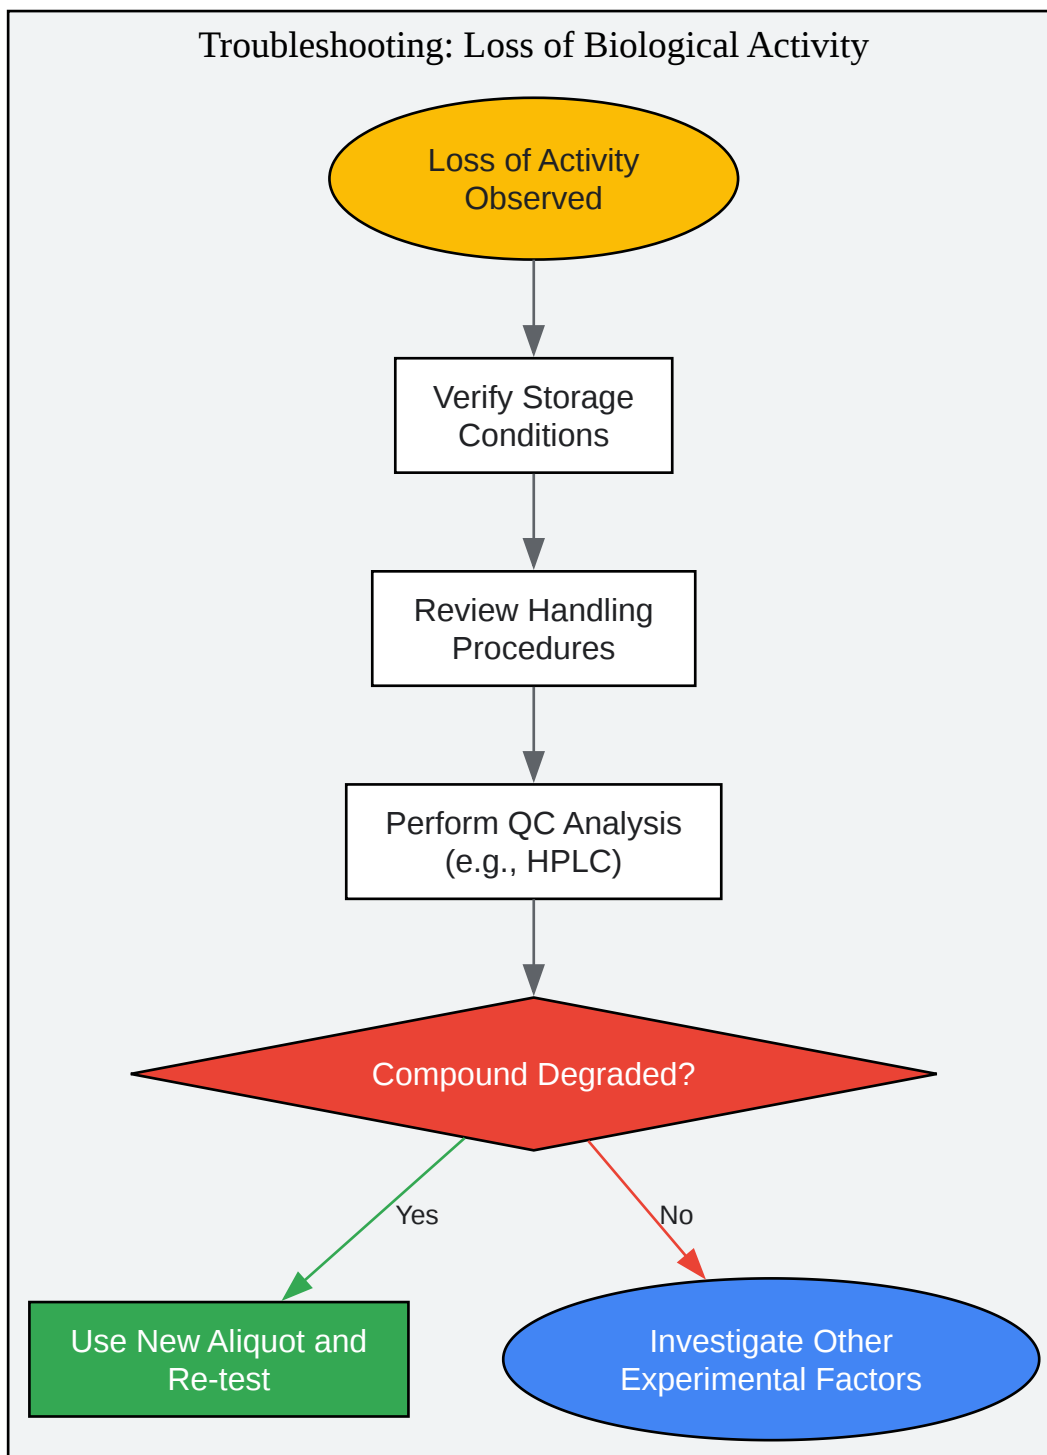 Troubleshooting: Loss of Biological Activity
Loss of Activity
Observed
Verify Storage
Conditions
Review Handling
Procedures
Perform QC Analysis
(e.g., HPLC)
Compound Degraded?
Yes
No
Use New Aliquot and
Re-test
Investigate Other
Experimental Factors